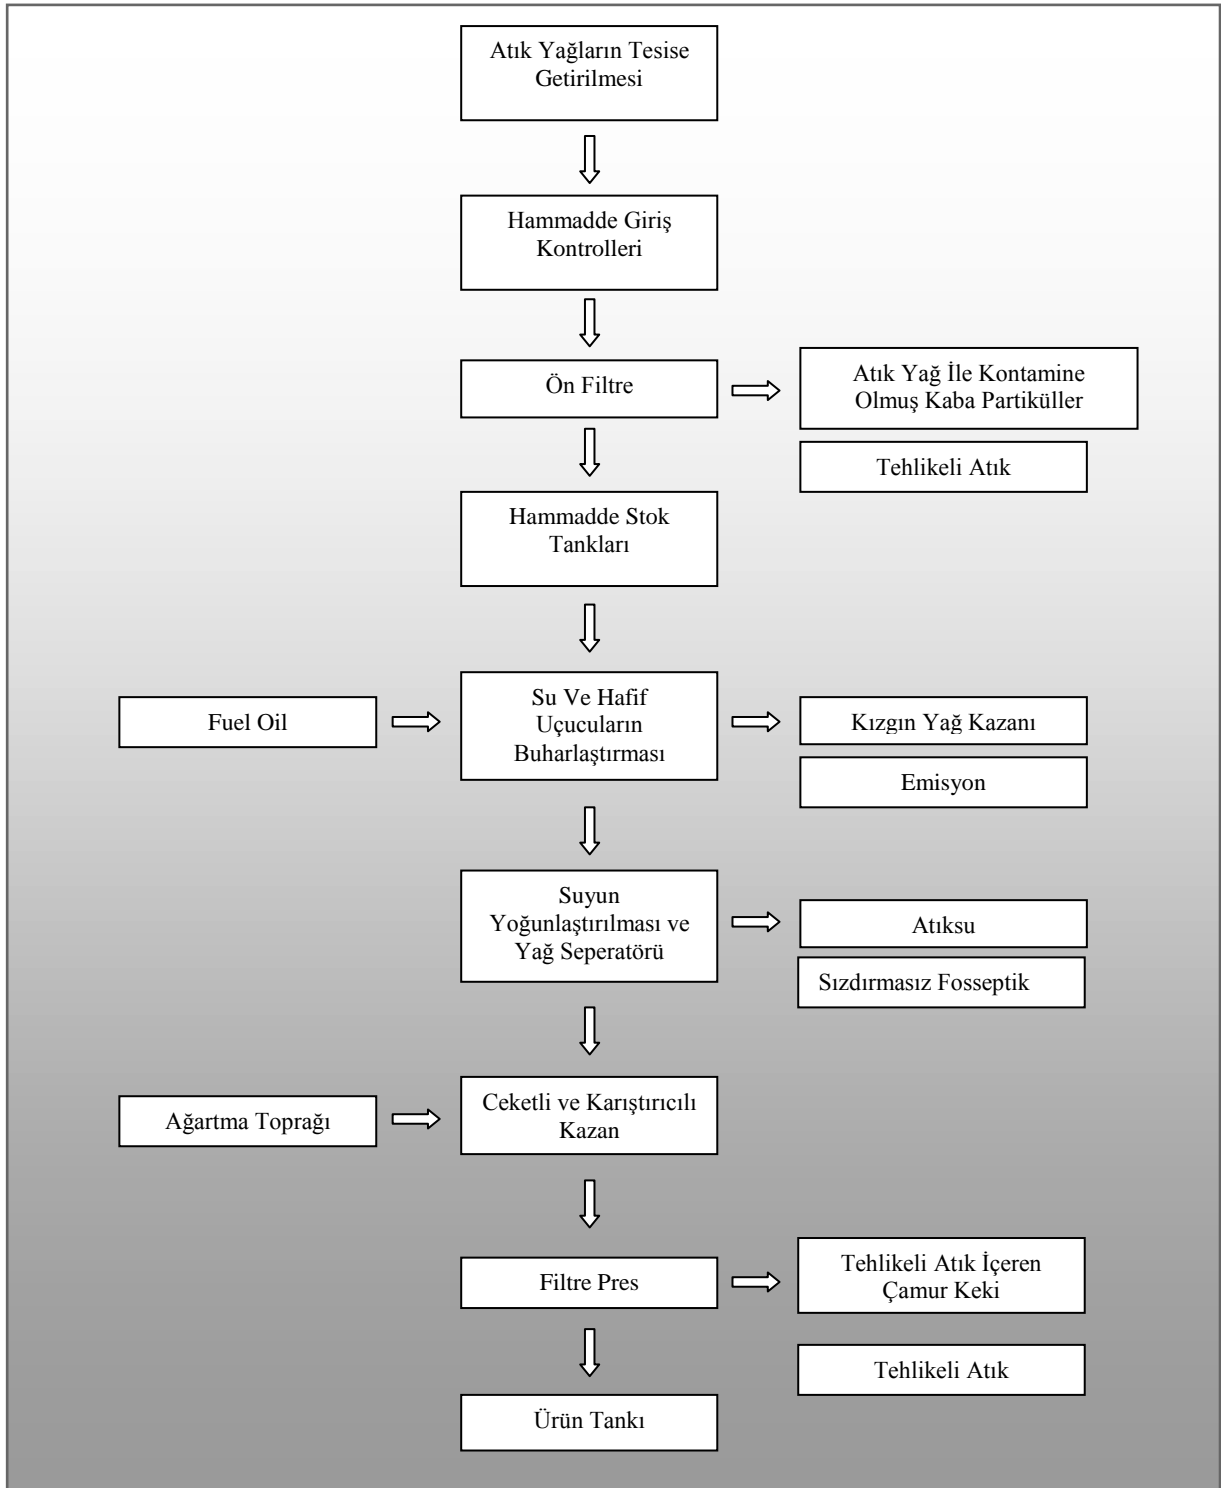 Atık Yağların Tesise
Getirilmesi
Hammadde Giriş
Kontrolleri
Ön Filtre
Atık Yağ İle Kontamine
Olmuş Kaba Partiküller
Tehlikeli Atık
Hammadde Stok
Tankları
Fuel Oil
Su Ve Hafif
Uçucuların
Buharlaştırması
Kızgın Yağ Kazanı
Emisyon
Suyun
Yoğunlaştırılması ve
Yağ Seperatörü
Atıksu
Sızdırmasız Fosseptik
Ağartma Toprağı
Ceketli ve Karıştırıcılı
Kazan
Filtre Pres
Tehlikeli Atık İçeren
Çamur Keki
Tehlikeli Atık
Ürün Tankı